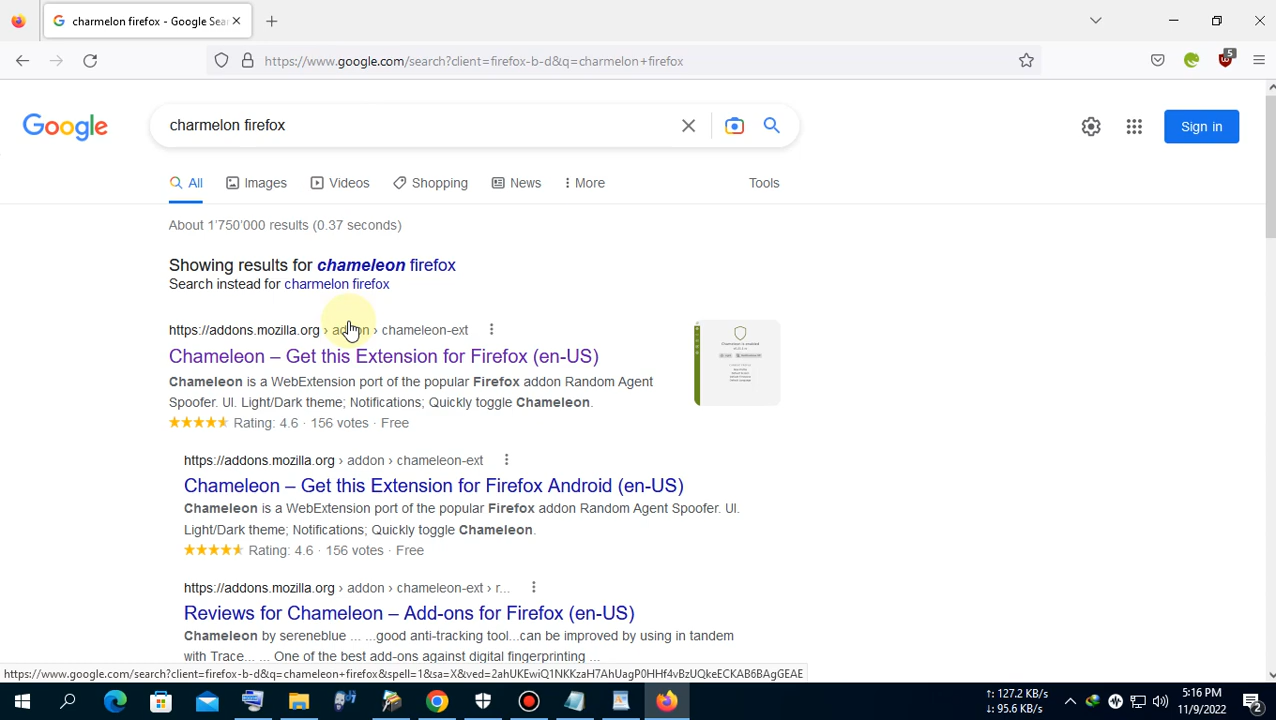 charmelon firefox - Google Sear
https://www.google.com/search?client=firefox-b-d&q=charmelon+firefox
5
Google
charmelon firefox
Sign in
All
Images
Videos
Shopping
News
More
Tools
About 1'750'000 results (0.37 seconds)
Showing results for chameleon firefox
Search instead for charmelon firefox
https://addons.mozilla.org › addon › chameleon-ext
Chameleon – Get this Extension for Firefox (en-US)
Chameleon is a WebExtension port of the popular Firefox addon Random Agent
Spoofer. UI. Light/Dark theme; Notifications; Quickly toggle Chameleon.
Rating: 4.6 · 156 votes · Free
https://addons.mozilla.org › addon › chameleon-ext
Chameleon – Get this Extension for Firefox Android (en-US)
Chameleon is a WebExtension port of the popular Firefox addon Random Agent Spoofer. UI.
Light/Dark theme; Notifications; Quickly toggle Chameleon.
Rating: 4.6 · 156 votes · Free
https://addons.mozilla.org › addon › chameleon-ext › r...
Reviews for Chameleon – Add-ons for Firefox (en-US)
Chameleon by sereneblue ... ...good anti-tracking tool...can be improved by using in tandem
with Trace... ... One of the best add-ons against digital fingerprinting ...
https://www.google.com/search?client=firefox-b-d&q=chameleon+firefox&spell=1&sa=X&ved=2ahUKEwiQ1NKKzaH7AhUagP0HHf4vBzUQkeECKAB6BAgGEAE
↑: 127.2 KB/s
↓: 95.6 KB/s
5:16 PM
11/9/2022
2